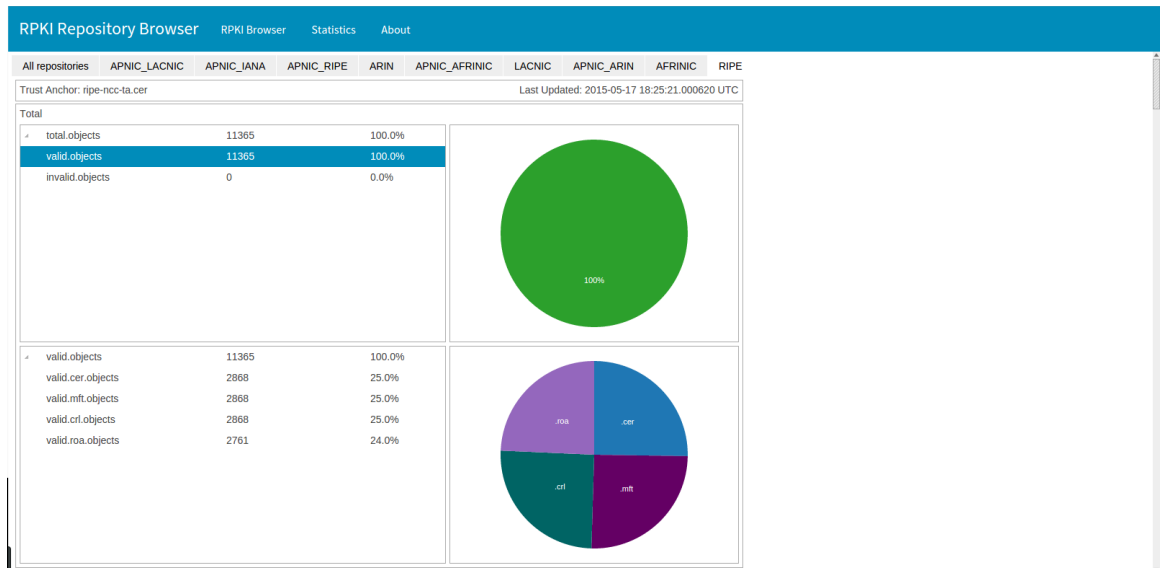 RPKI Repository Browser RPKI Browser Statistics About
All repositories APNIC_LACNIC APNIC_IANA APNIC_RIPE ARIN APNIC_AFRINIC LACNIC APNIC_ARIN AFRINIC RIPE
Trust Anchor: ripe-ncc-ta.cer Last Updated: 2015-05-17 18:25:21.000620 UTC
Total
total.objects 11365 100.0%
valid.objects 11365 100.0%
invalid.objects 0 0.0%
100%
valid.objects 11365 100.0%
valid.cer.objects 2868 25.0%
valid.mft.objects 2868 25.0%
valid.crl.objects 2868 25.0%
valid.roa.objects 2761 24.0%
.roa .cer
.crl .mft